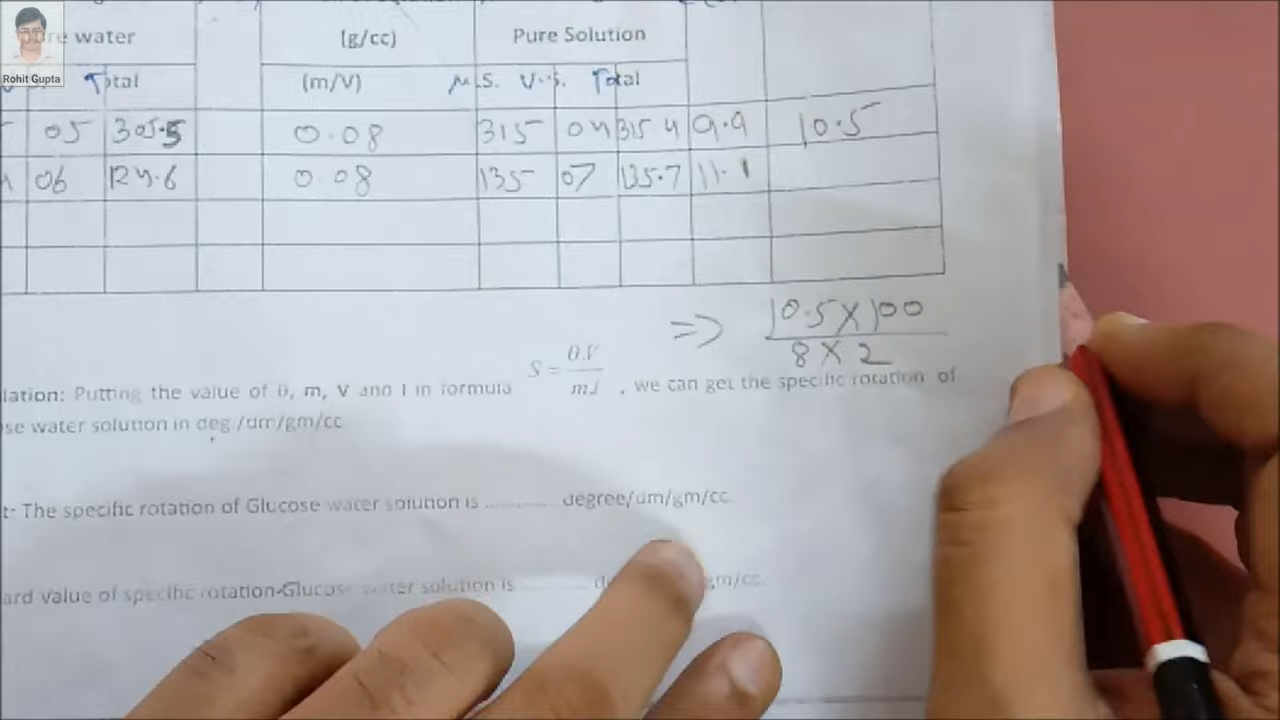 re water (g/cc) Pure Solution
Rohit Gupta
Total (m/V) M.S. V.S. Total
05 305.5 0.08 315 04 315.4 9.9 10.5
06 124.6 0.08 135 07 135.7 11.1
=> 10.5 X 100
8 X 2
S = θ.V
m.l
lation: Putting the value of θ, m, V and l in formula , we can get the specific rotation of
se water solution in deg /dm/gm/cc
t: The specific rotation of Glucose water solution is ............ degree/dm/gm/cc.
ard Value of specific rotation-Glucose water solution is ............ gm/cc.